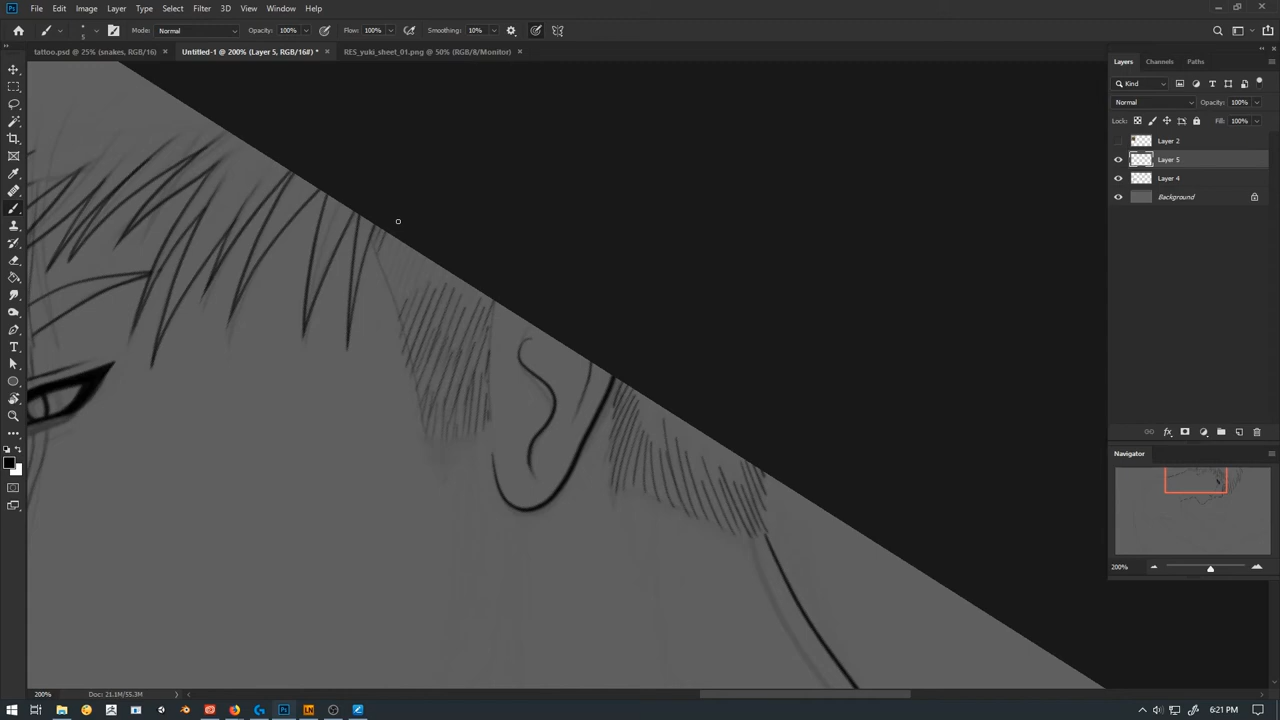 File Edit Image Layer Type Select Filter 3D View Window Help
5 Mode: Normal Opacity: 100% Flow: 100% Smoothing: 10%
tattoo.psd @ 25% (snakes, RGB/16) × Untitled-1 @ 200% (Layer 5, RGB/16#) * × RES_yuki_sheet_01.png @ 50% (RGB/8/Monitor) ×
Layers Channels Paths
Kind
Normal Opacity: 100%
Lock: Fill: 100%
Layer 2
Layer 5
Layer 4
Background
fx
Navigator
200%
200% Doc: 21.1M/55.3M
6:21 PM